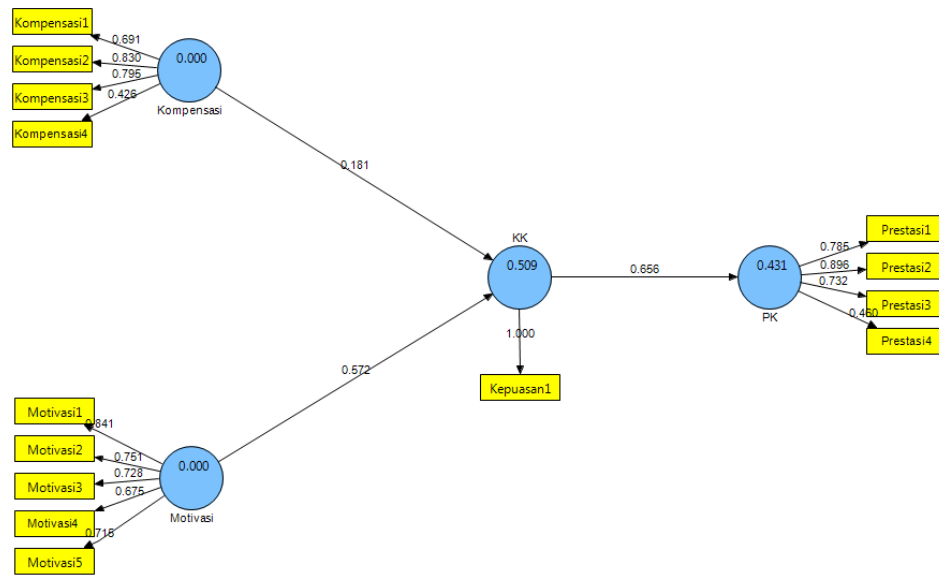 Kompensasi1
0.691
Kompensasi2
0.830
Kompensasi3
0.795
Kompensasi4
0.426
0.000
Kompensasi
0.181
KK
0.509
0.656
0.431
PK
0.785
Prestasi1
0.896
Prestasi2
0.732
Prestasi3
0.460
Prestasi4
1.000
Kepuasan1
0.572
Motivasi1
0.841
Motivasi2
0.751
Motivasi3
0.728
Motivasi4
0.675
Motivasi5
0.715
0.000
Motivasi